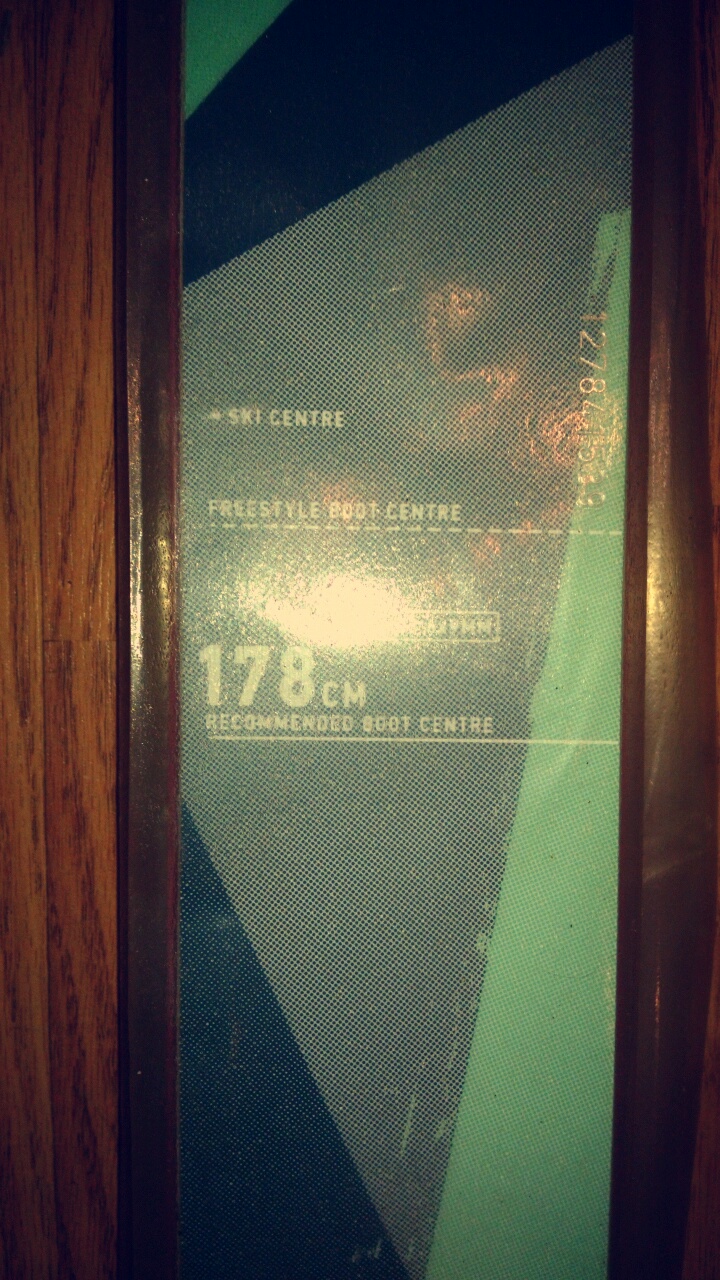 SKI CENTRE
FREESTYLE BOOT CENTRE
178CM
RECOMMENDED BOOT CENTRE